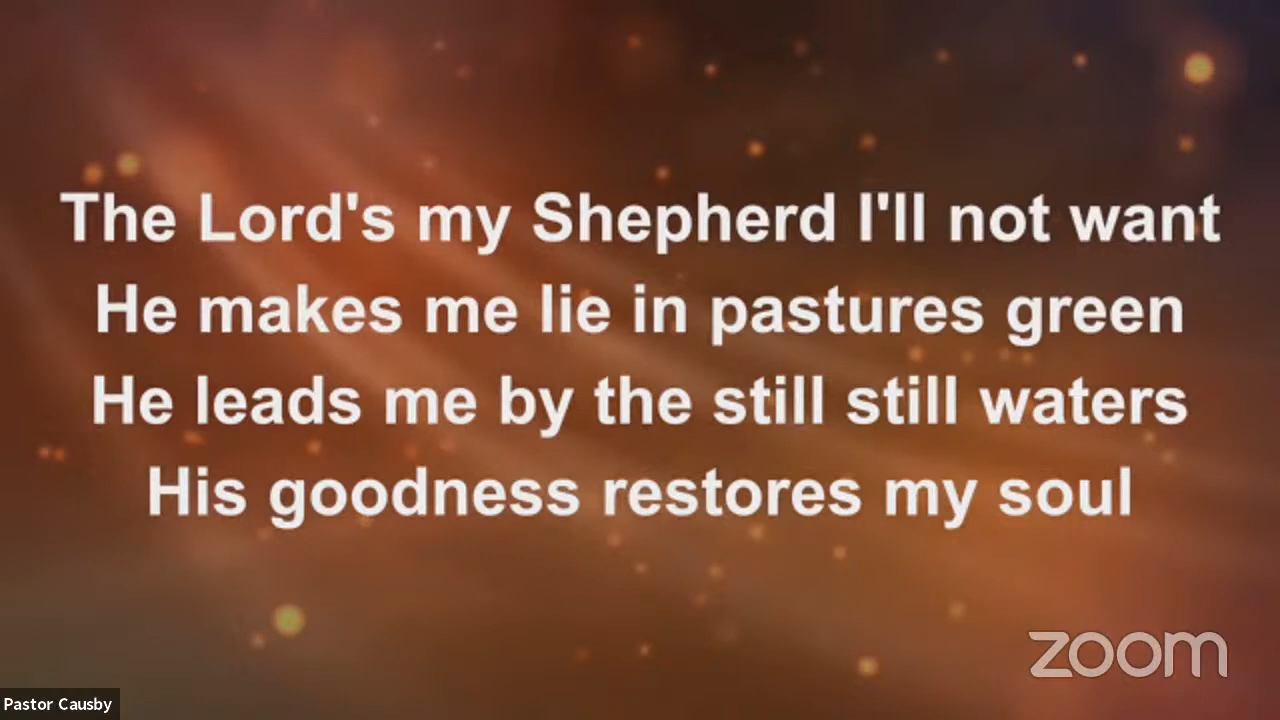 The Lord's my Shepherd I'll not want
He makes me lie in pastures green
He leads me by the still still waters
His goodness restores my soul
zoom
Pastor Causby